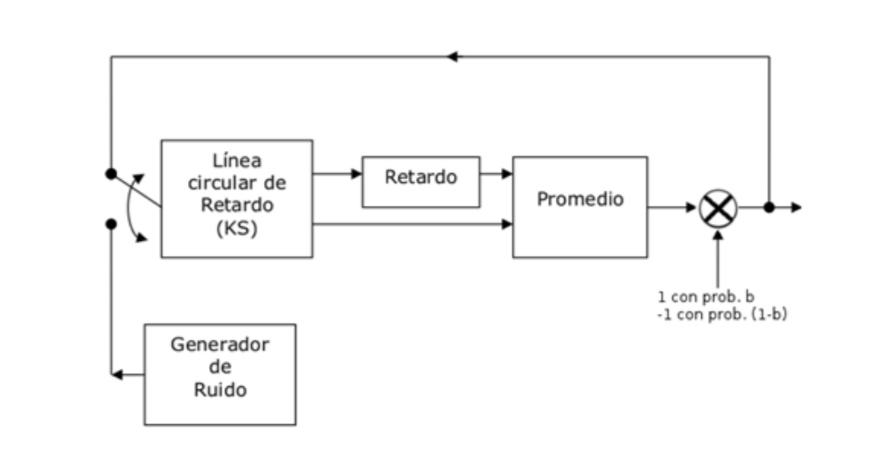 Línea
circular de
Retardo
(KS)
Retardo
Promedio
1 con prob. b
-1 con prob. (1-b)
Generador
de
Ruido